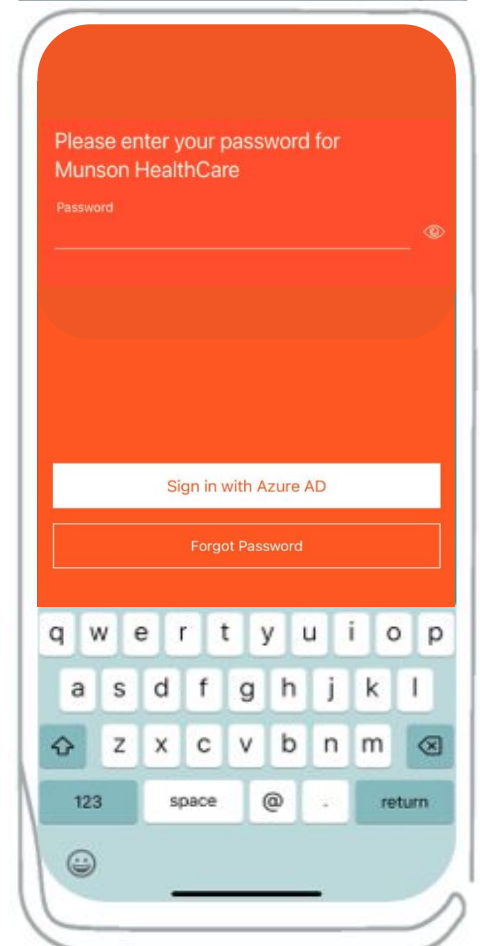 Please enter your password for
Munson HealthCare
Password
Sign in with Azure AD
Forgot Password
q w e r t y u i o p
a s d f g h j k l
z x c v b n m
123 space @ . return